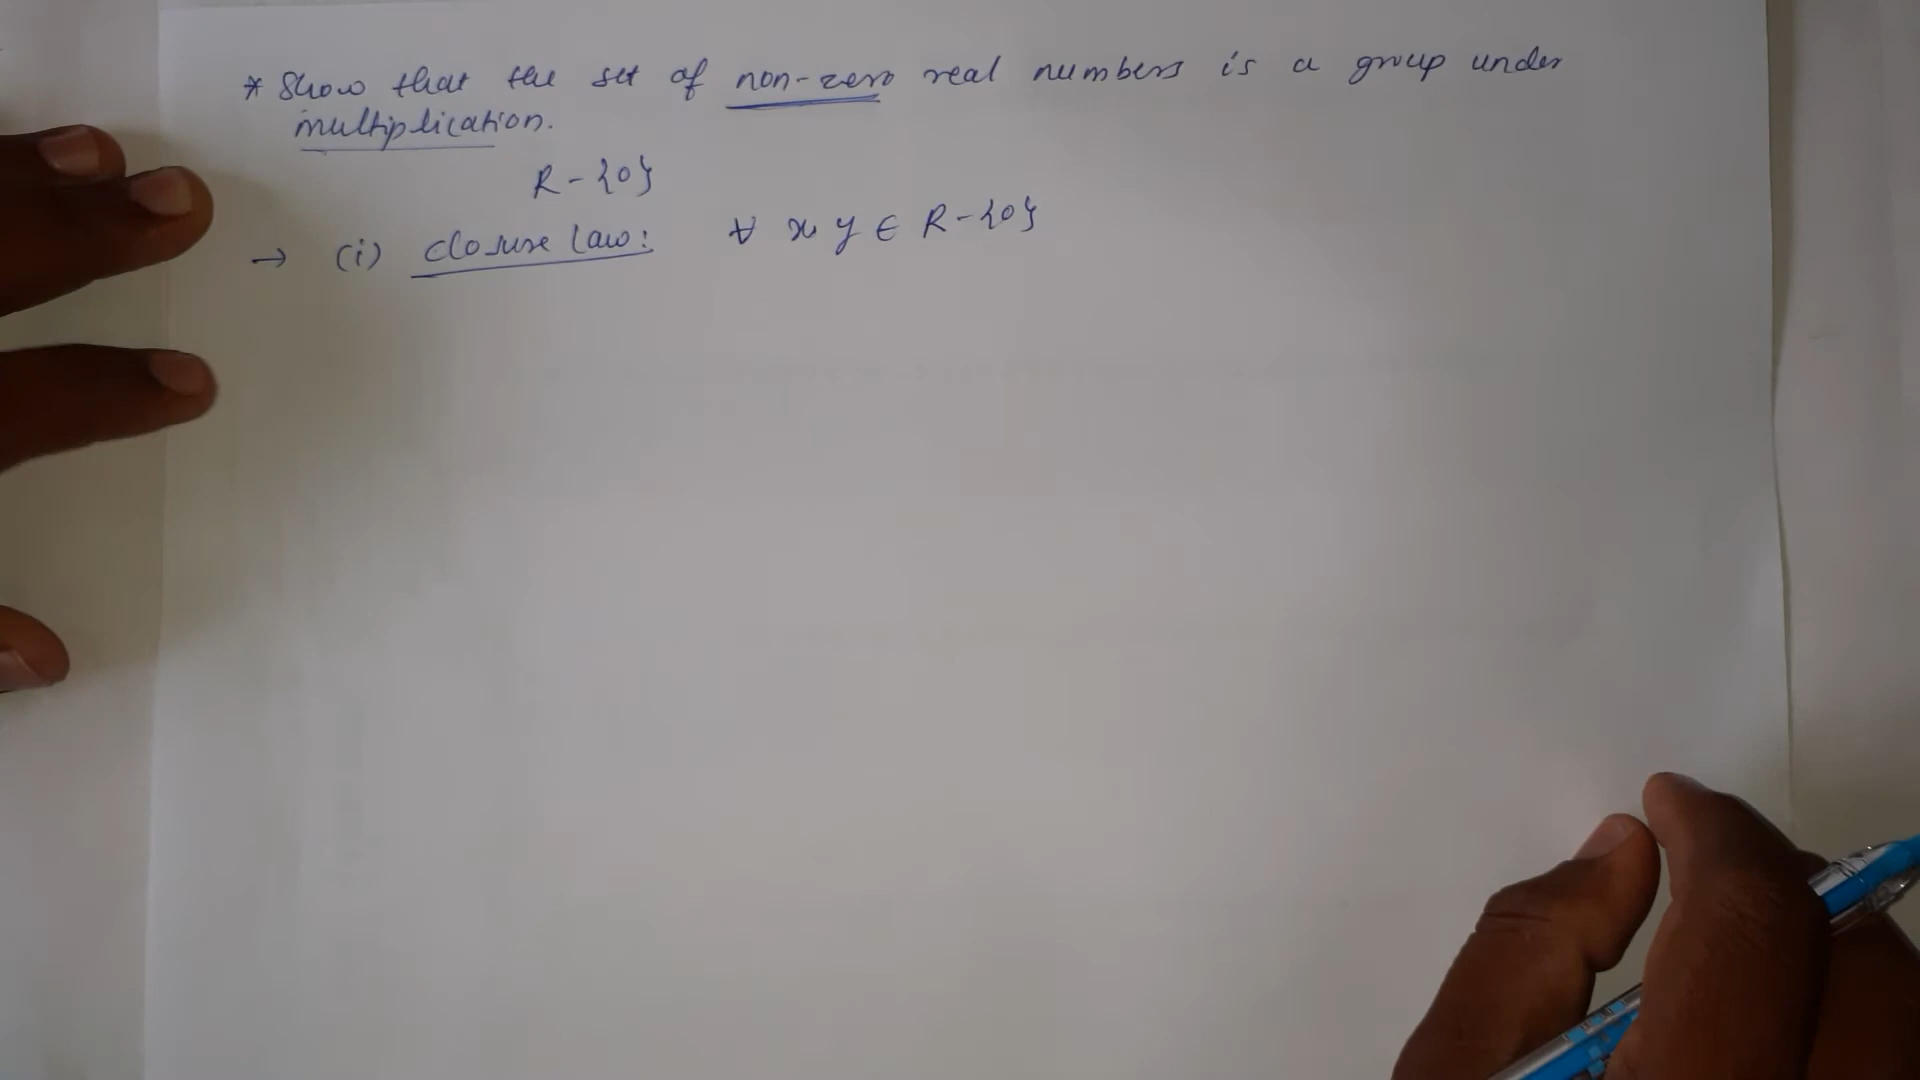 * Show that the set of non-zero real numbers is a group under
multiplication.
R - {0}
→ (i) closure law: ∀ x y ∈ R - {0}